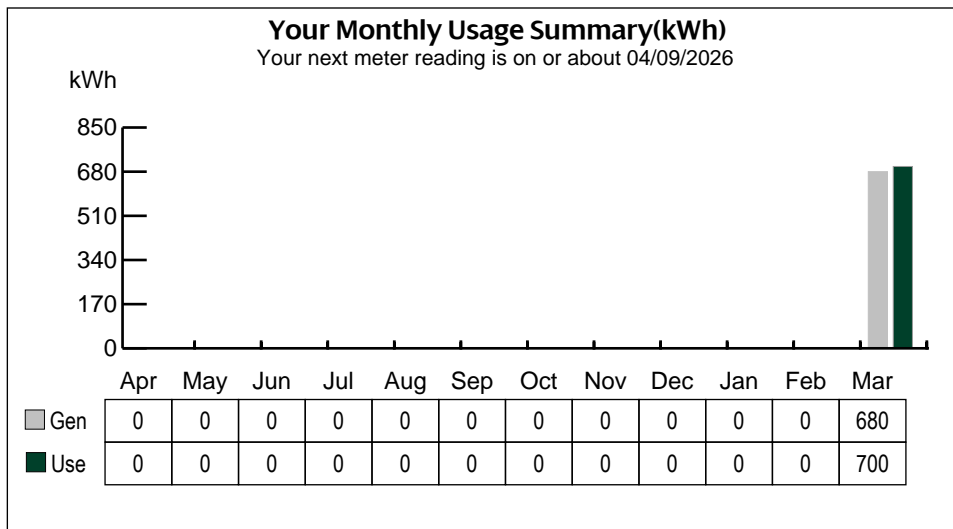 Your Monthly Usage Summary(kWh)
Your next meter reading is on or about 04/09/2026
kWh
850
680
510
340
170
0
Apr May Jun Jul Aug Sep Oct Nov Dec Jan Feb Mar
Gen 0 0 0 0 0 0 0 0 0 0 0 680
Use 0 0 0 0 0 0 0 0 0 0 0 700